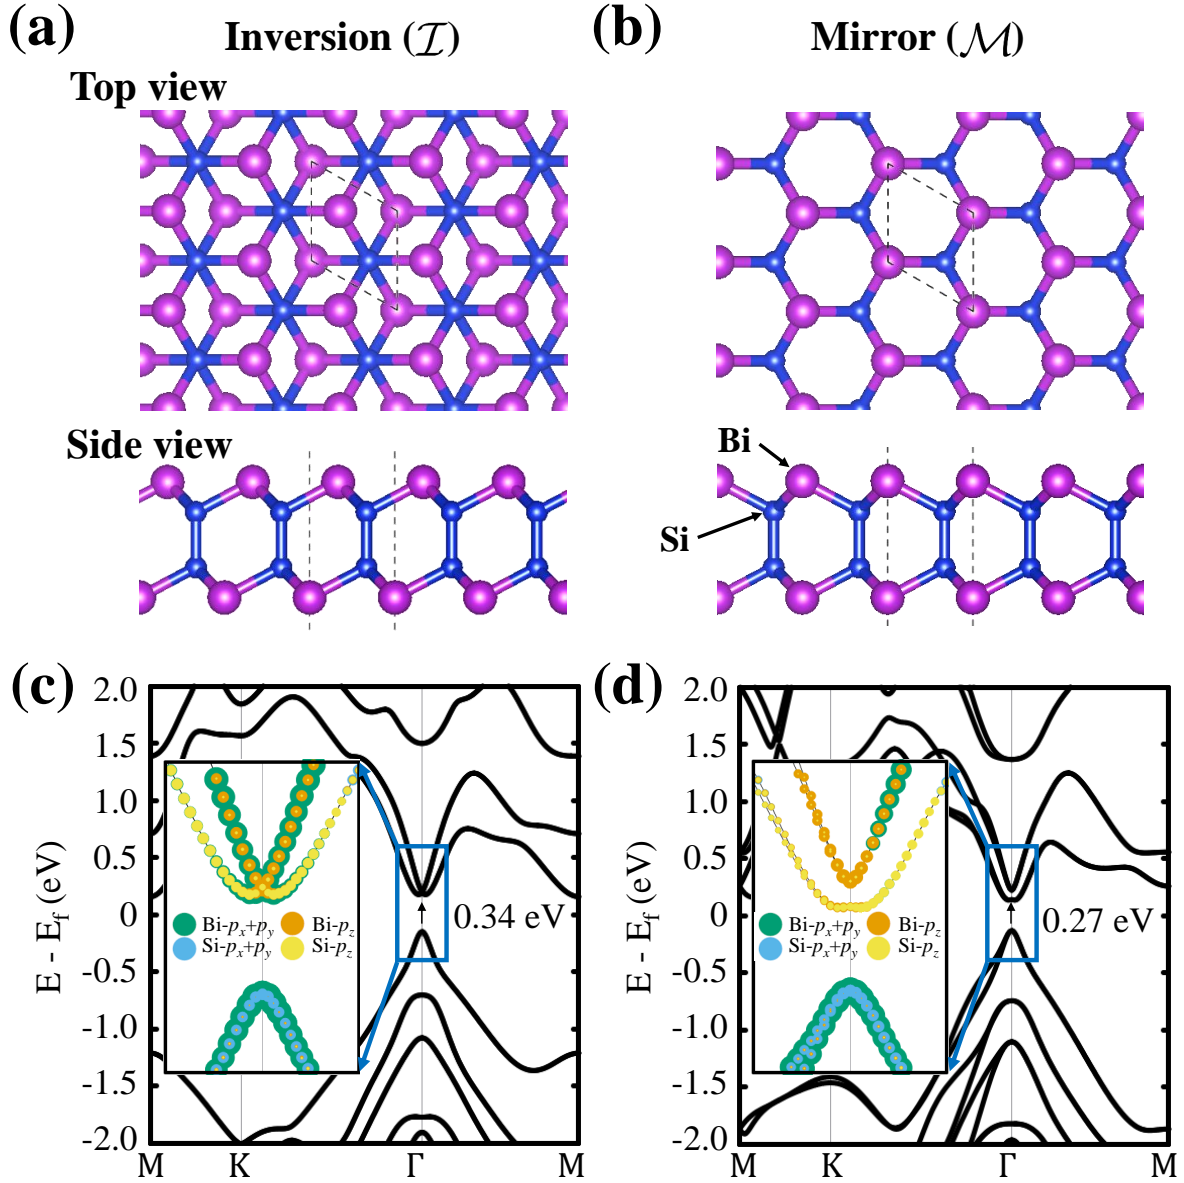 (a) Inversion (ℐ)
(b) Mirror (ℳ)
Top view
Side view
Bi
Si
(c)
2.0
1.5
1
0.5
0
-0.5
-1.0
-1.5
-2.0
E - E_f (eV)
Bi-p_x+p_y Bi-p_z
Si-p_x+p_y Si-p_z
0.34 eV
M K Γ M
(d)
2.0
1.5
1
0.5
0
-0.5
-1.0
-1.5
-2.0
E - E_f (eV)
Bi-p_x+p_y Bi-p_z
Si-p_x+p_y Si-p_z
0.27 eV
M K Γ M